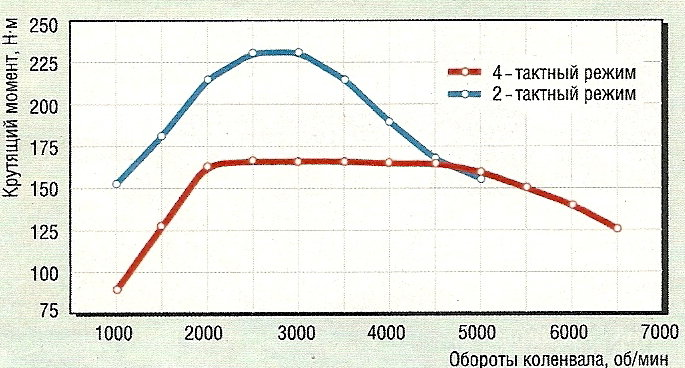 Крутящий момент, Н·м
250
225
200
175
150
125
100
75
4-тактный режим
2-тактный режим
1000 2000 3000 4000 5000 6000 7000
Обороты коленвала, об/мин